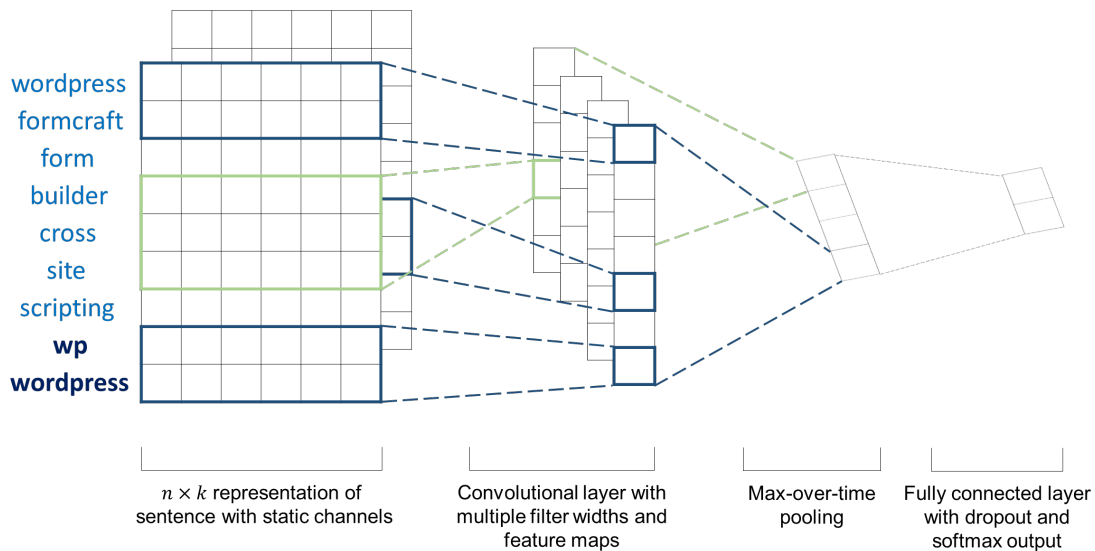 wordpress
formcraft
form
builder
cross
site
scripting
wp
wordpress
n × k representation of
sentence with static channels
Convolutional layer with
multiple filter widths and
feature maps
Max-over-time
pooling
Fully connected layer
with dropout and
softmax output